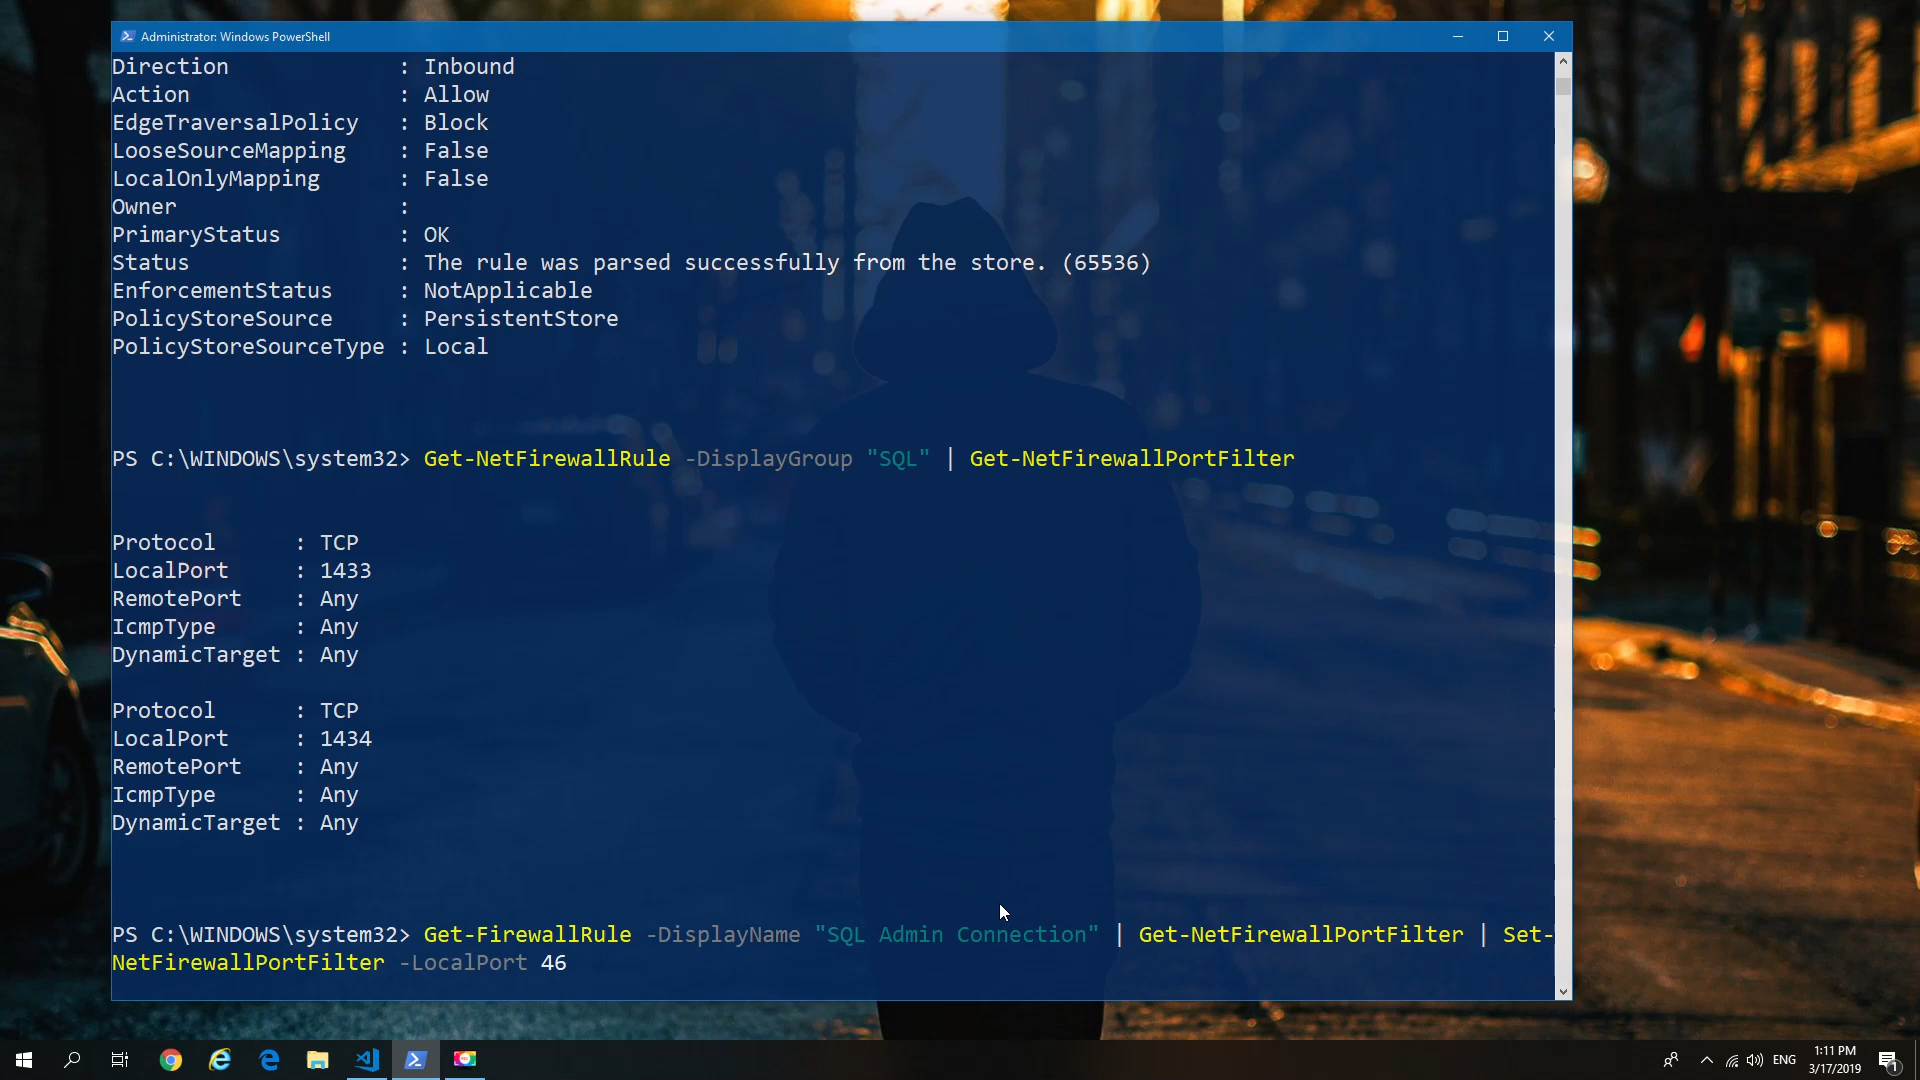 Administrator: Windows PowerShell
Direction : Inbound
Action : Allow
EdgeTraversalPolicy : Block
LooseSourceMapping : False
LocalOnlyMapping : False
Owner :
PrimaryStatus : OK
Status : The rule was parsed successfully from the store. (65536)
EnforcementStatus : NotApplicable
PolicyStoreSource : PersistentStore
PolicyStoreSourceType : Local
PS C:\WINDOWS\system32> Get-NetFirewallRule -DisplayGroup "SQL" | Get-NetFirewallPortFilter
Protocol : TCP
LocalPort : 1433
RemotePort : Any
IcmpType : Any
DynamicTarget : Any
Protocol : TCP
LocalPort : 1434
RemotePort : Any
IcmpType : Any
DynamicTarget : Any
PS C:\WINDOWS\system32> Get-FirewallRule -DisplayName "SQL Admin Connection" | Get-NetFirewallPortFilter | Set-
NetFirewallPortFilter -LocalPort 46
ENG
1:11 PM
3/17/2019
1